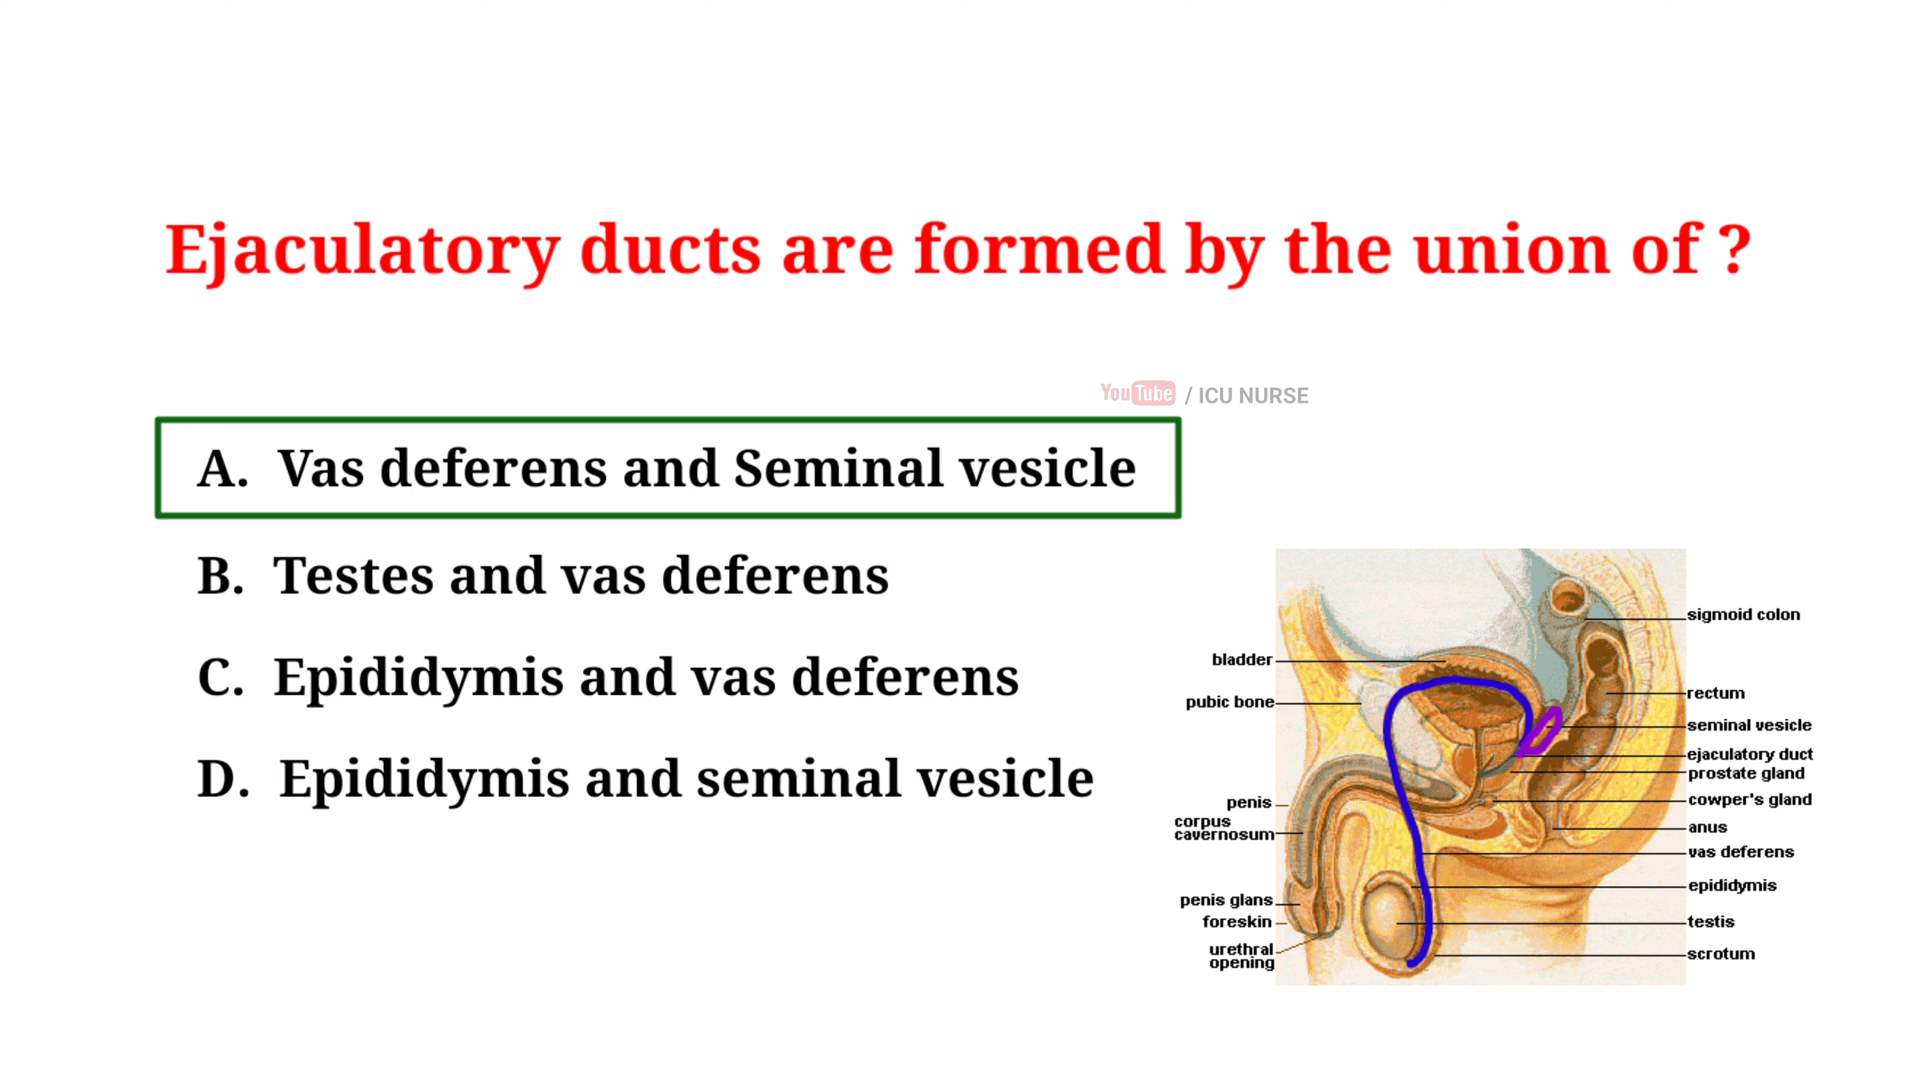 Ejaculatory ducts are formed by the union of ?
YouTube / ICU NURSE
A. Vas deferens and Seminal vesicle
B. Testes and vas deferens
C. Epididymis and vas deferens
D. Epididymis and seminal vesicle
bladder
pubic bone
penis
corpus
cavernosum
penis glans
foreskin
urethral
opening
sigmoid colon
rectum
seminal vesicle
ejaculatory duct
prostate gland
cowper's gland
anus
vas deferens
epididymis
testis
scrotum